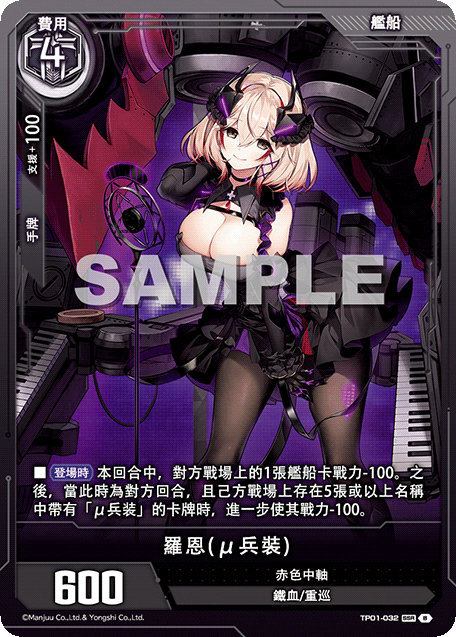 費用
4
艦船
支援+100
手牌
SAMPLE
■ 登場時 本回合中，對方戰場上的1張艦船卡戰力-100。之
後，當此時為對方回合，且己方戰場上存在5張或以上名稱
中帶有「μ兵裝」的卡牌時，進一步使其戰力-100。
羅恩(μ兵裝)
600
赤色中軸
鐵血/重巡
©Manjuu Co.,Ltd. & Yongshi Co.,Ltd.
TP01-032 SSR B